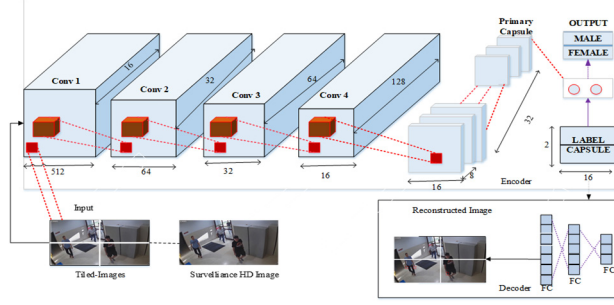 Primary
Capsule
OUTPUT
MALE
FEMALE
Conv 1
Conv 2
Conv 3
Conv 4
16
32
64
128
32
512
64
32
16
16
8
2
LABEL
CAPSULE
16
Encoder
Input
Tiled-Images
Survelliance HD Image
Reconstructed Image
Decoder
FC
FC
FC